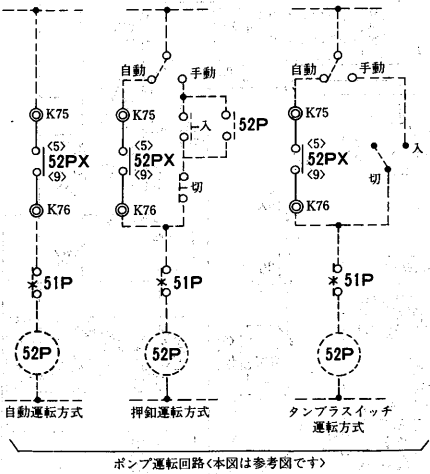 自動 手動 自動 手動
K75 K75 入 52P K75
<5> <5> <5> 入
52PX 52PX 52PX
<9> <9> <9> 切
切
K76 K76 K76
51P 51P 51P
52P 52P 52P
自動運転方式 押釦運転方式 タンブラスイッチ
運転方式
ポンプ運転回路<本図は参考図です>